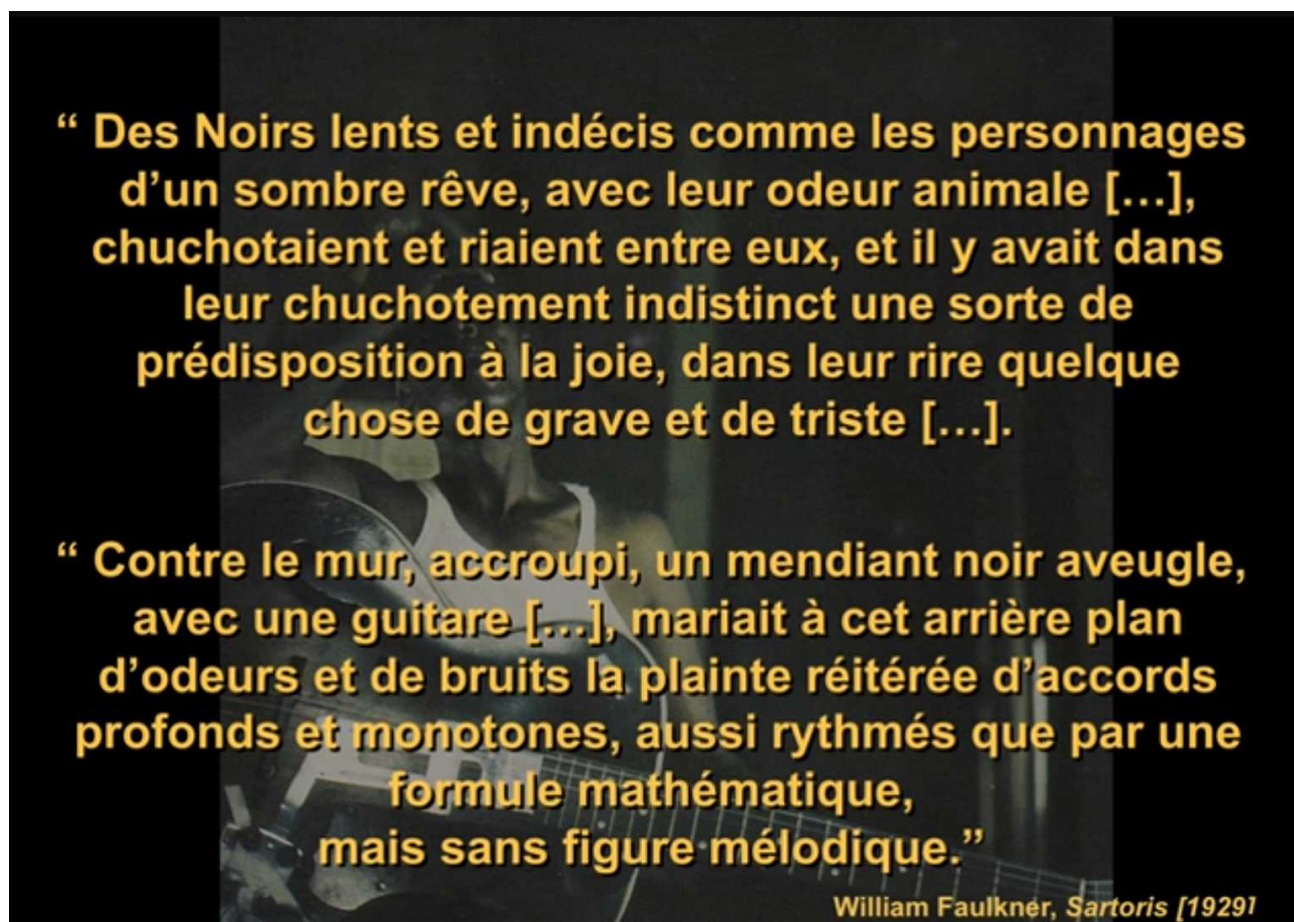 “ Des Noirs lents et indécis comme les personnages
d’un sombre rêve, avec leur odeur animale […],
chuchotaient et riaient entre eux, et il y avait dans
leur chuchotement indistinct une sorte de
prédisposition à la joie, dans leur rire quelque
chose de grave et de triste […].
“ Contre le mur, accroupi, un mendiant noir aveugle,
avec une guitare […], mariait à cet arrière plan
d’odeurs et de bruits la plainte réitérée d’accords
profonds et monotones, aussi rythmés que par une
formule mathématique,
mais sans figure mélodique.”
William Faulkner, Sartoris [1929]